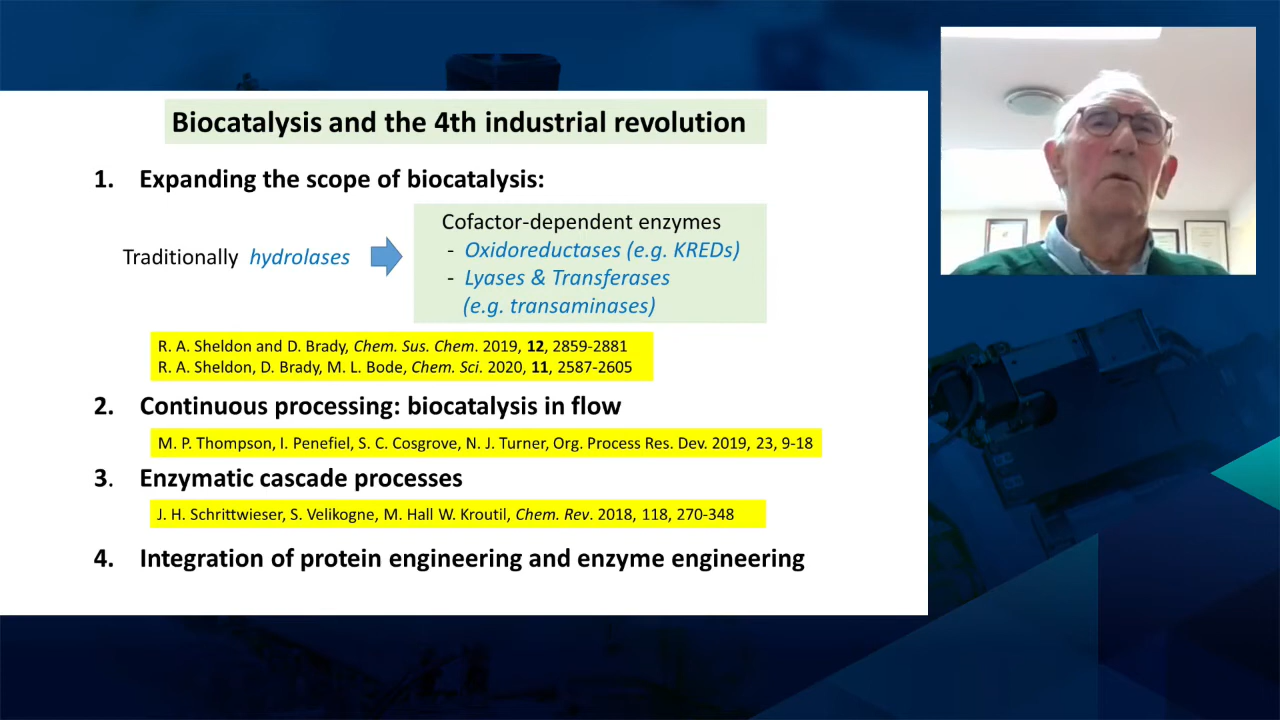 Biocatalysis and the 4th industrial revolution
1. Expanding the scope of biocatalysis:
Traditionally hydrolases
Cofactor-dependent enzymes
- Oxidoreductases (e.g. KREDs)
- Lyases & Transferases
(e.g. transaminases)
R. A. Sheldon and D. Brady, Chem. Sus. Chem. 2019, 12, 2859-2881
R. A. Sheldon, D. Brady, M. L. Bode, Chem. Sci. 2020, 11, 2587-2605
2. Continuous processing: biocatalysis in flow
M. P. Thompson, I. Penefiel, S. C. Cosgrove, N. J. Turner, Org. Process Res. Dev. 2019, 23, 9-18
3. Enzymatic cascade processes
J. H. Schrittwieser, S. Velikogne, M. Hall W. Kroutil, Chem. Rev. 2018, 118, 270-348
4. Integration of protein engineering and enzyme engineering